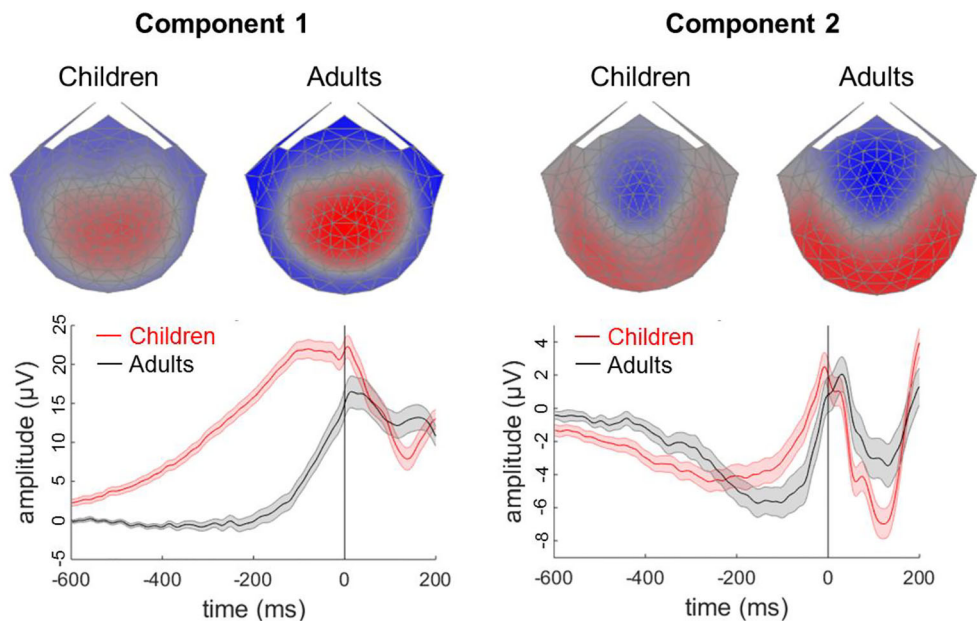 Component 1
Component 2
Children
Adults
Children
Adults
Children
Adults
amplitude (µV)
25
20
15
10
5
0
-5
-600
-400
-200
0
200
time (ms)
Children
Adults
amplitude (µV)
4
2
0
-2
-4
-6
-8
-600
-400
-200
0
200
time (ms)